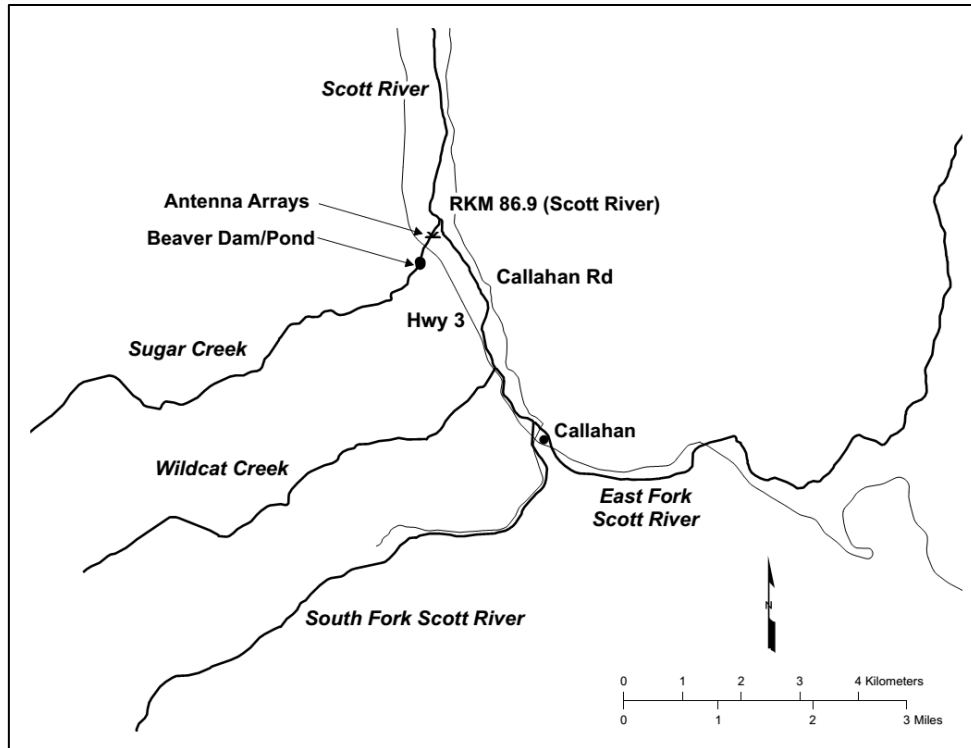 Scott River
Antenna Arrays
RKM 86.9 (Scott River)
Beaver Dam/Pond
Callahan Rd
Hwy 3
Sugar Creek
Callahan
Wildcat Creek
East Fork
Scott River
South Fork Scott River
N
0 1 2 3 4 Kilometers
0 1 2 3 Miles